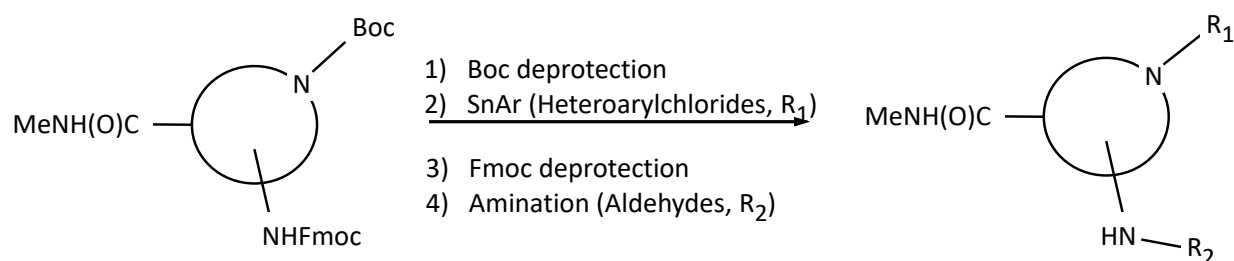 Boc
N
MeNH(O)C
NHFmoc
1) Boc deprotection
2) SnAr (Heteroarylchlorides, R1)
3) Fmoc deprotection
4) Amination (Aldehydes, R2)
R1
N
MeNH(O)C
HN
R2